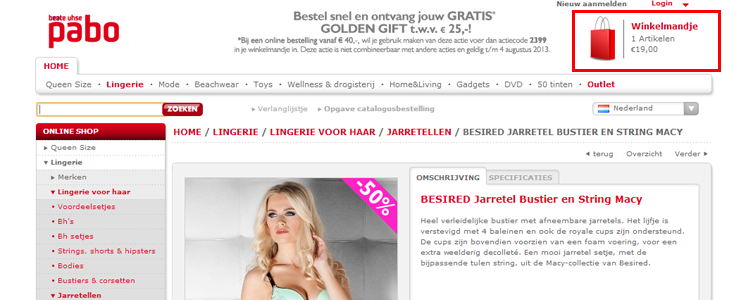 beate uhse
pabo
Bestel snel en ontvang jouw GRATIS*
GOLDEN GIFT t.w.v. € 25,-!
*Bij een online bestelling vanaf € 40,-, wil je gebruik maken van deze actie voer dan actiecode 2399
in je winkelmandje in. Deze actie is niet combineerbaar met andere acties en geldig t/m 4 augustus 2013.
Nieuw aanmelden Login
Winkelmandje
1 Artikelen
€19,00
HOME
Queen Size • Lingerie • Mode • Beachwear • Toys • Wellness & drogisterij • Home&Living • Gadgets • DVD • 50 tinten • Outlet
ZOEKEN
Verlanglijstje
Opgave catalogusbestelling
Nederland
ONLINE SHOP
Queen Size
Lingerie
Merken
Lingerie voor haar
Voordeelsetjes
Bh's
Bh setjes
Strings, shorts & hipsters
Bodies
Bustiers & corsetten
Jarretellen
HOME / LINGERIE / LINGERIE VOOR HAAR / JARRETELLEN / BESIRED JARRETEL BUSTIER EN STRING MACY
terug Overzicht Verder
-50%
OMSCHRIJVING SPECIFICATIES
BESIRED Jarretel Bustier en String Macy
Heel verleidelijke bustier met afneembare jarretels. Het lijfje is
verstevigd met 4 baleinen en ook de royale cups zijn ondersteund.
De cups zijn bovendien voorzien van een foam voering, voor een
extra weelderig decolleté. Een mooi jarretel setje, met de
bijpassende tulen string, uit de Macy-collectie van Besired.